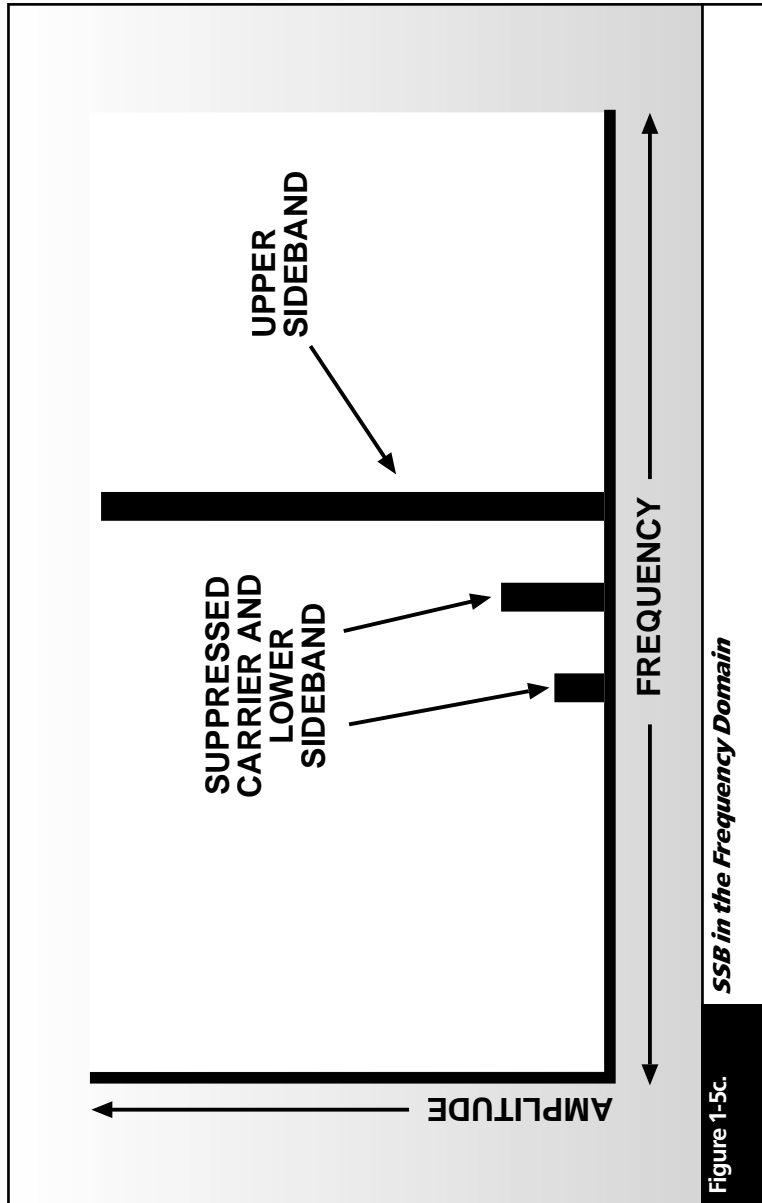 AMPLITUDE
SUPPRESSED
CARRIER AND
LOWER
SIDEBAND
UPPER
SIDEBAND
FREQUENCY
Figure 1-5c.
SSB in the Frequency Domain